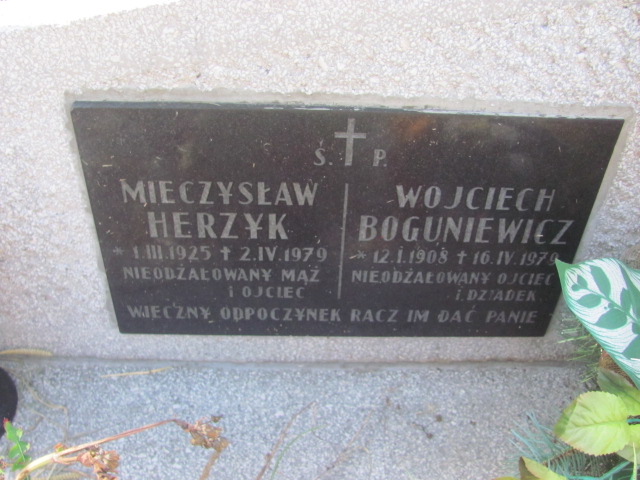 Ś. P.
MIECZYSŁAW
HERZYK
* 1.III.1925 + 2.IV.1979
NIEODŻAŁOWANY MĄŻ
I OJCIEC
WOJCIECH
BOGUNIEWICZ
* 12.I.1908 + 16.IV.1979
NIEODŻAŁOWANY OJCIEC
I DZIADEK
WIECZNY ODPOCZYNEK RACZ IM DAĆ PANIE